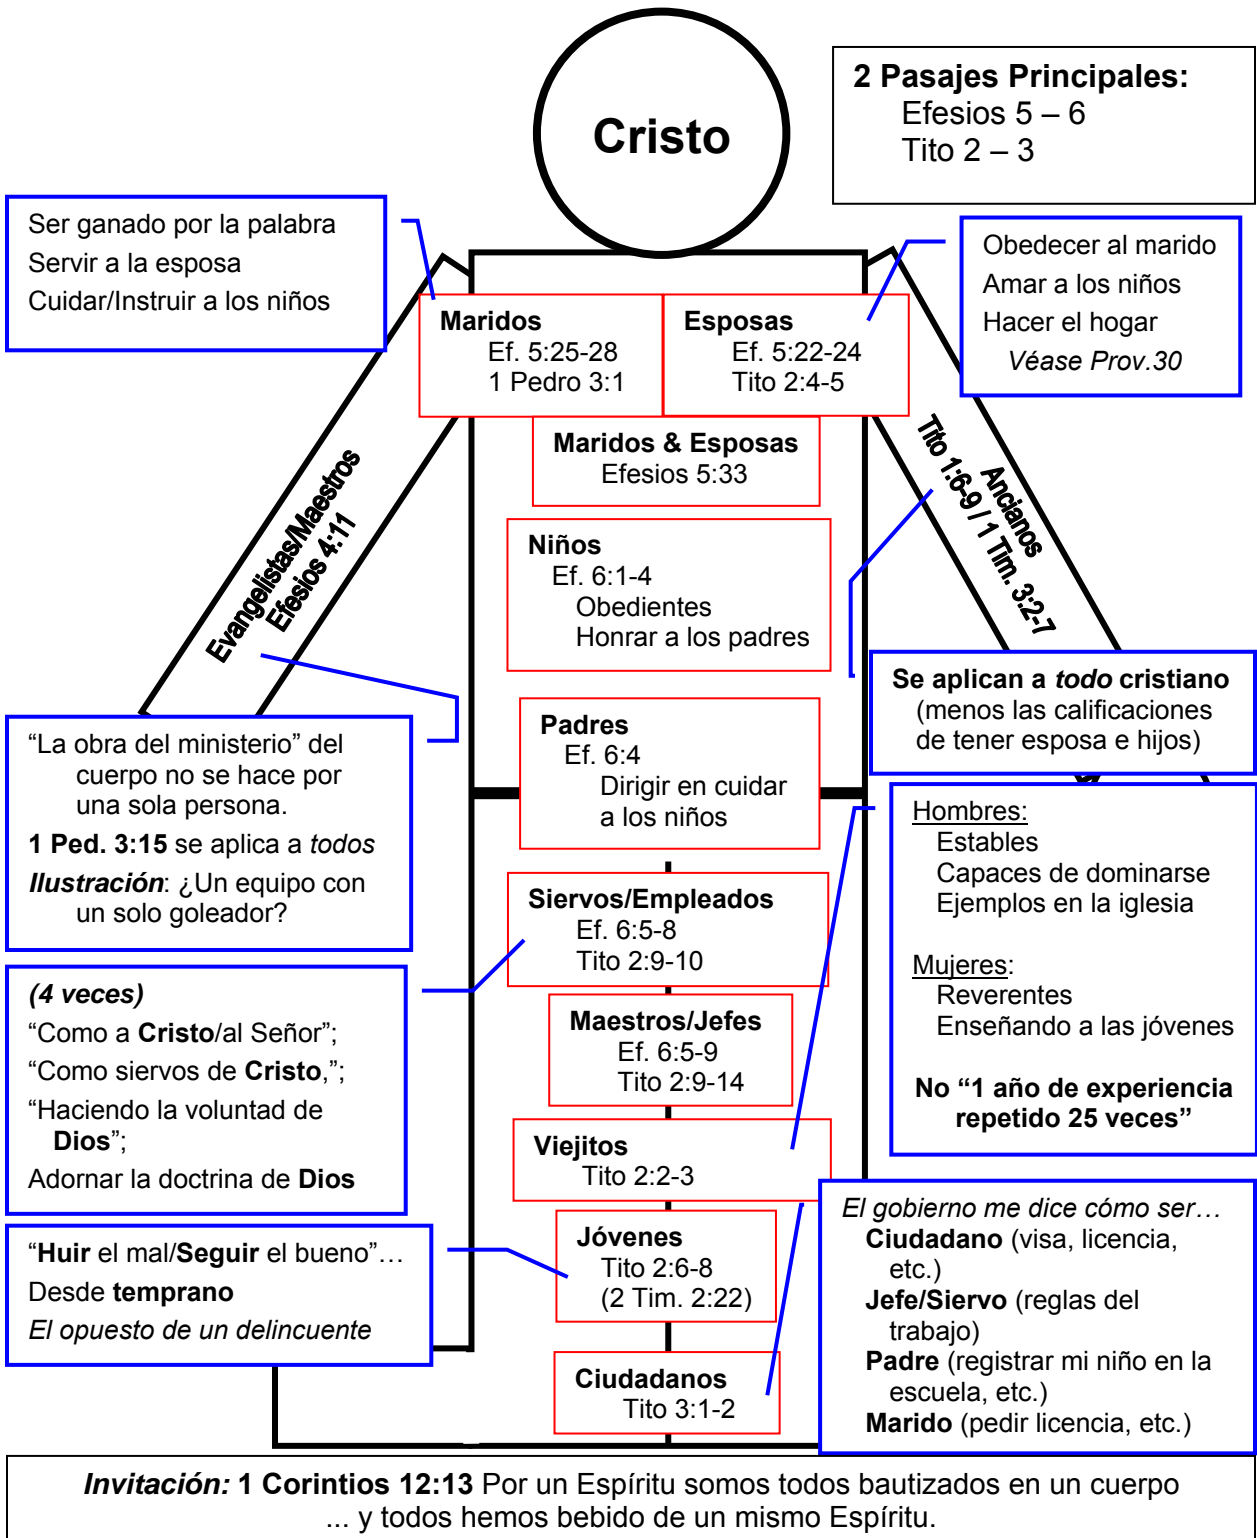 Cristo
2 Pasajes Principales:
Efesios 5 – 6
Tito 2 – 3
Ser ganado por la palabra
Servir a la esposa
Cuidar/Instruir a los niños
Maridos
Ef. 5:25-28
1 Pedro 3:1
Esposas
Ef. 5:22-24
Tito 2:4-5
Obedecer al marido
Amar a los niños
Hacer el hogar
Véase Prov.30
Maridos & Esposas
Efesios 5:33
Evangelistas/Maestros
Efesios 4:11
Ancianos
Tito 1:6-9 / 1 Tim. 3:2-7
Niños
Ef. 6:1-4
Obedientes
Honrar a los padres
Se aplican a todo cristiano
(menos las calificaciones
de tener esposa e hijos)
"La obra del ministerio" del
cuerpo no se hace por
una sola persona.
1 Ped. 3:15 se aplica a todos
Ilustración: ¿Un equipo con
un solo goleador?
Padres
Ef. 6:4
Dirigir en cuidar
a los niños
Hombres:
Estables
Capaces de dominarse
Ejemplos en la iglesia
Mujeres:
Reverentes
Enseñando a las jóvenes
No "1 año de experiencia
repetido 25 veces"
Siervos/Empleados
Ef. 6:5-8
Tito 2:9-10
(4 veces)
"Como a Cristo/al Señor";
"Como siervos de Cristo,";
"Haciendo la voluntad de
Dios";
Adornar la doctrina de Dios
Maestros/Jefes
Ef. 6:5-9
Tito 2:9-14
Viejitos
Tito 2:2-3
"Huir el mal/Seguir el bueno"…
Desde temprano
El opuesto de un delincuente
Jóvenes
Tito 2:6-8
(2 Tim. 2:22)
El gobierno me dice cómo ser…
Ciudadano (visa, licencia,
etc.)
Jefe/Siervo (reglas del
trabajo)
Padre (registrar mi niño en la
escuela, etc.)
Marido (pedir licencia, etc.)
Ciudadanos
Tito 3:1-2
Invitación: 1 Corintios 12:13 Por un Espíritu somos todos bautizados en un cuerpo
... y todos hemos bebido de un mismo Espíritu.